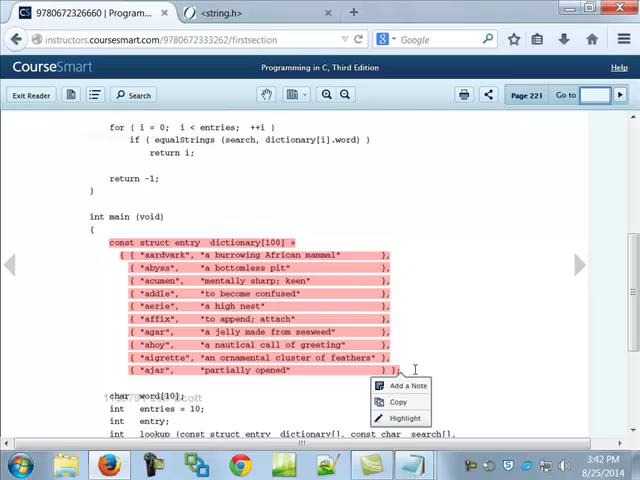 9780672326660 | Programm...
<string.h>
instructors.coursesmart.com/9780672333262/firstsection
Google
CourseSmart
Programming in C, Third Edition
Help
Exit Reader
Search
Page 221
Go to
for ( i = 0; i < entries; ++i )
if ( equalStrings (search, dictionary[i].word) )
return i;
return -1;
}
int main (void)
{
const struct entry dictionary[100] =
{ { "aardvark", "a burrowing African mammal" },
{ "abyss", "a bottomless pit" },
{ "acumen", "mentally sharp; keen" },
{ "addle", "to become confused" },
{ "aerie", "a high nest" },
{ "affix", "to append; attach" },
{ "agar", "a jelly made from seaweed" },
{ "ahoy", "a nautical call of greeting" },
{ "aigrette", "an ornamental cluster of feathers" },
{ "ajar", "partially opened" } };
Add a Note
Copy
Highlight
char word[10];
int entries = 10;
int entry;
int lookup (const struct entry dictionary[], const char search[],
3:42 PM
8/25/2014